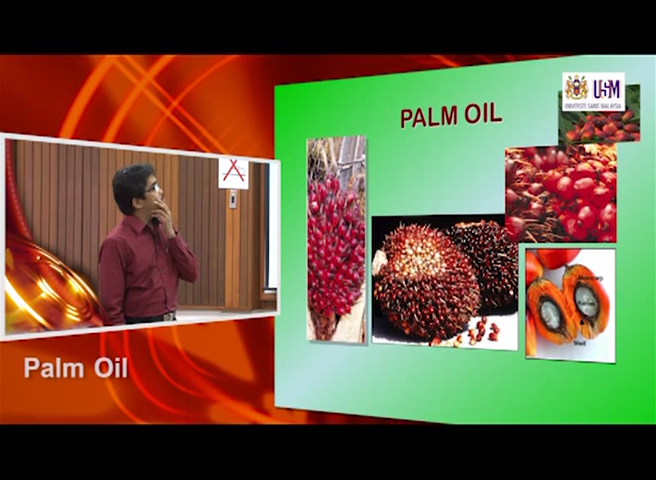 PALM OIL
USM
UNIVERSITI SAINS MALAYSIA
Shell
Palm Oil